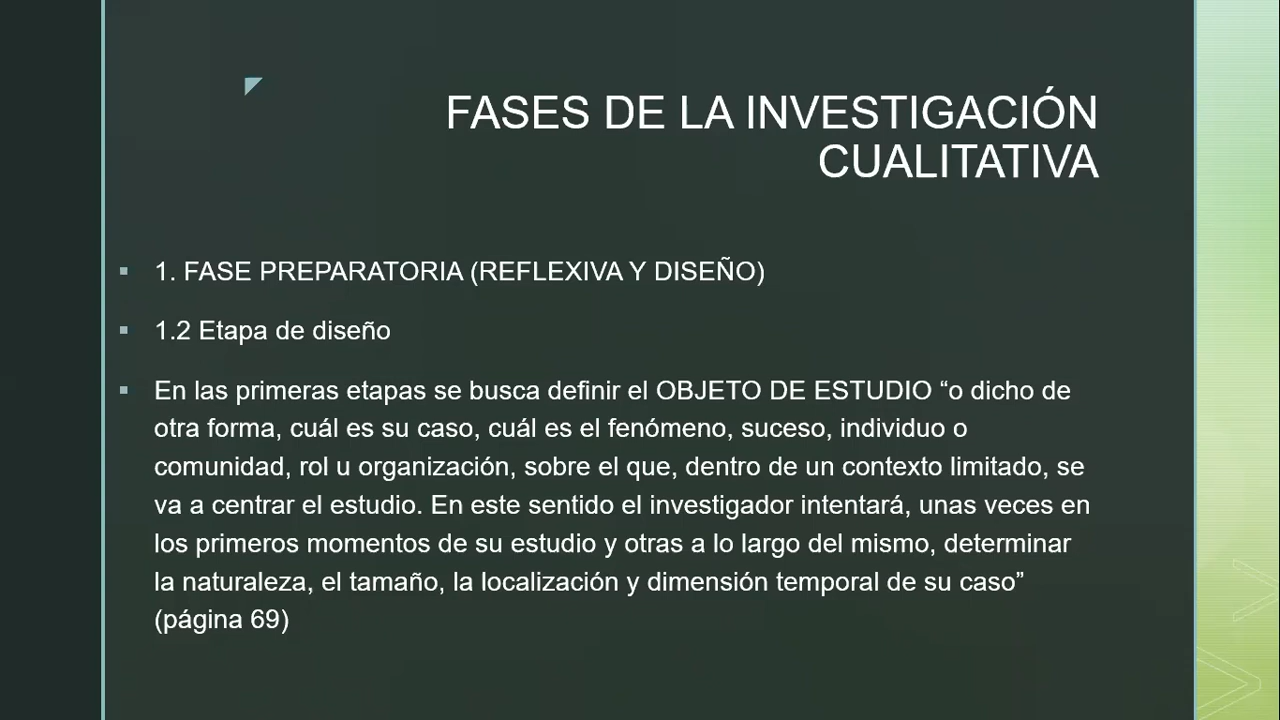 FASES DE LA INVESTIGACIÓN
CUALITATIVA
1. FASE PREPARATORIA (REFLEXIVA Y DISEÑO)
1.2 Etapa de diseño
En las primeras etapas se busca definir el OBJETO DE ESTUDIO “o dicho de
otra forma, cuál es su caso, cuál es el fenómeno, suceso, individuo o
comunidad, rol u organización, sobre el que, dentro de un contexto limitado, se
va a centrar el estudio. En este sentido el investigador intentará, unas veces en
los primeros momentos de su estudio y otras a lo largo del mismo, determinar
la naturaleza, el tamaño, la localización y dimensión temporal de su caso”
(página 69)